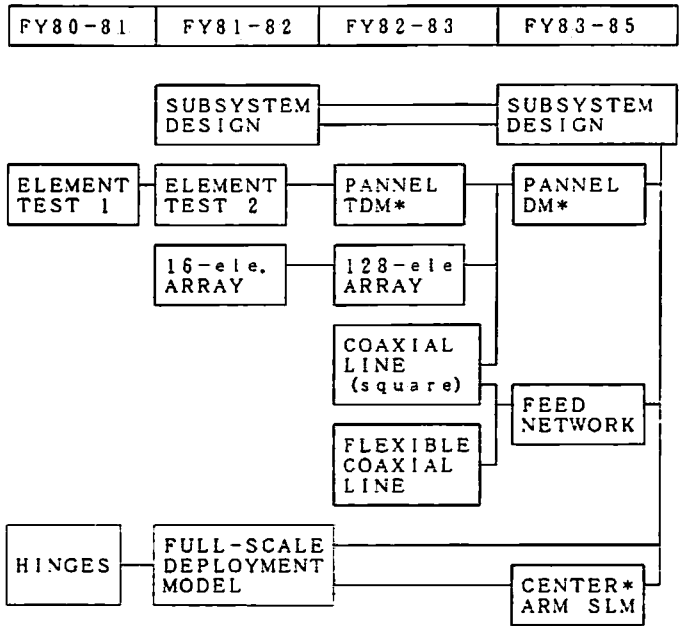 FY80-81 FY81-82 FY82-83 FY83-85
SUBSYSTEM DESIGN
SUBSYSTEM DESIGN
ELEMENT TEST 1
ELEMENT TEST 2
PANNEL TDM*
PANNEL DM*
16-ele. ARRAY
128-ele ARRAY
COAXIAL LINE (square)
FEED NETWORK
FLEXIBLE COAXIAL LINE
HINGES
FULL-SCALE DEPLOYMENT MODEL
CENTER* ARM SLM